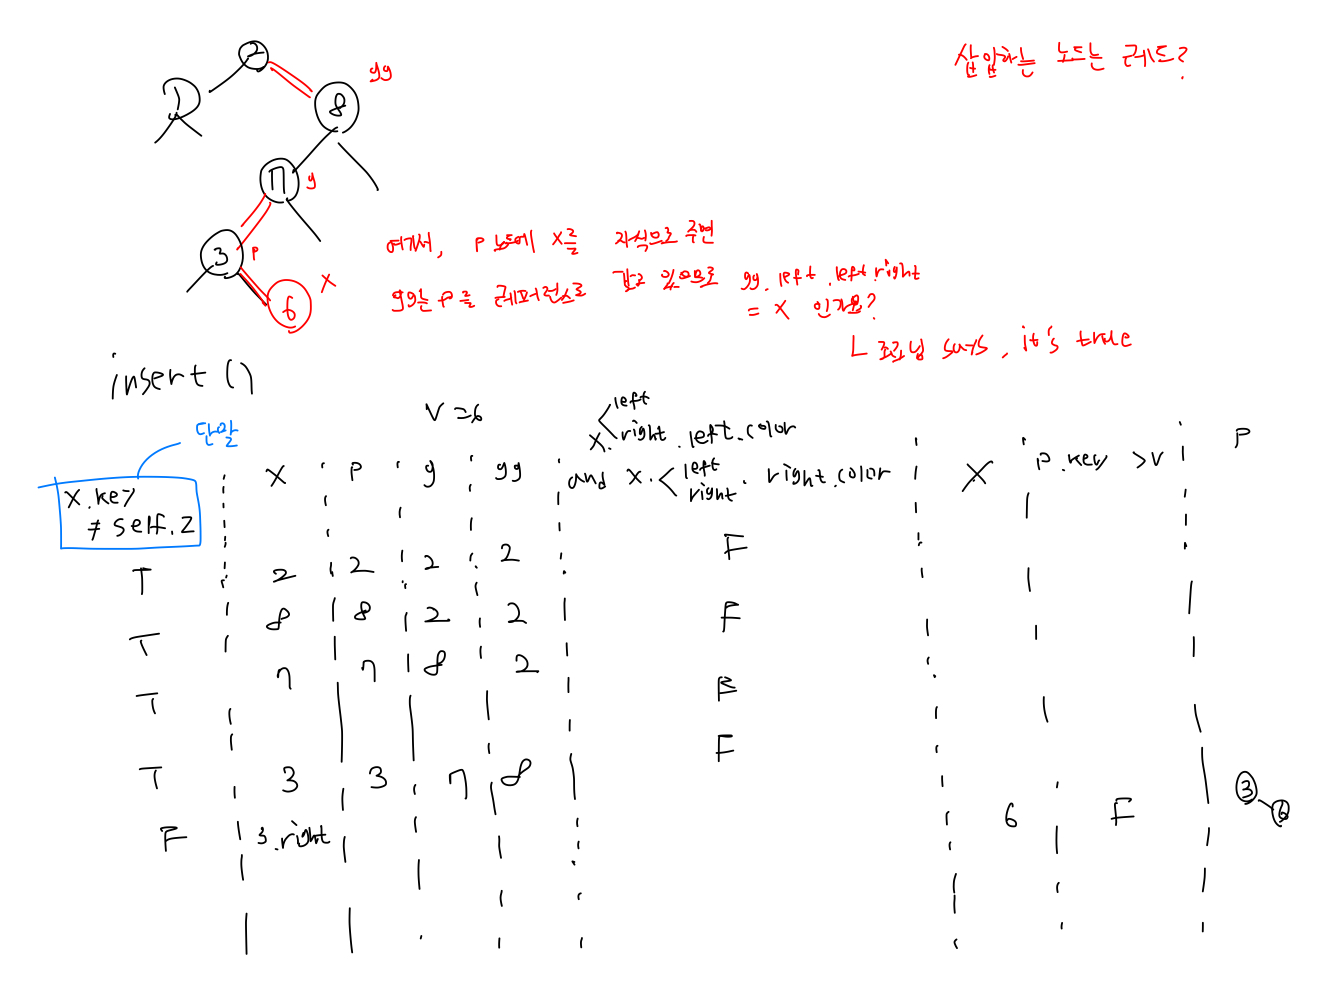 삽입하는 노드는 레드?
2
gg
8
7
g
3
p
6
x
여기서, p 노드에 x를 자식으로 주면
gg는 p를 레퍼런스로 갖고 있으므로 gg.left.left.right
= x 인가요?
says, it's true
insert ()
단말
V = 6
left
x. right .left.color
x.key
≠ self.z
x p g gg and x. left right . right.color x p.key > v p
T 2 2 2 2 F
T 8 8 2 2 F
T 7 7 8 2 B
T 3 3 7 8 F
F 3.right 6 F 3 6